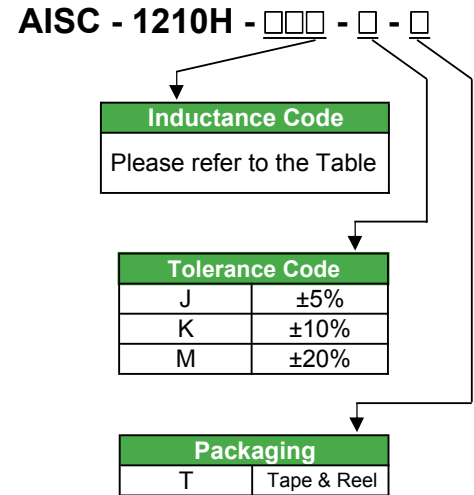 AISC - 1210H - □□□ - □ - □
Inductance Code
Please refer to the Table
Tolerance Code
J ±5%
K ±10%
M ±20%
Packaging
T Tape & Reel